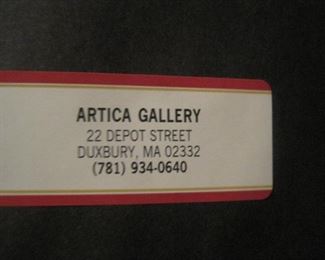 ARTICA GALLERY
22 DEPOT STREET
DUXBURY, MA 02332
(781) 934-0640